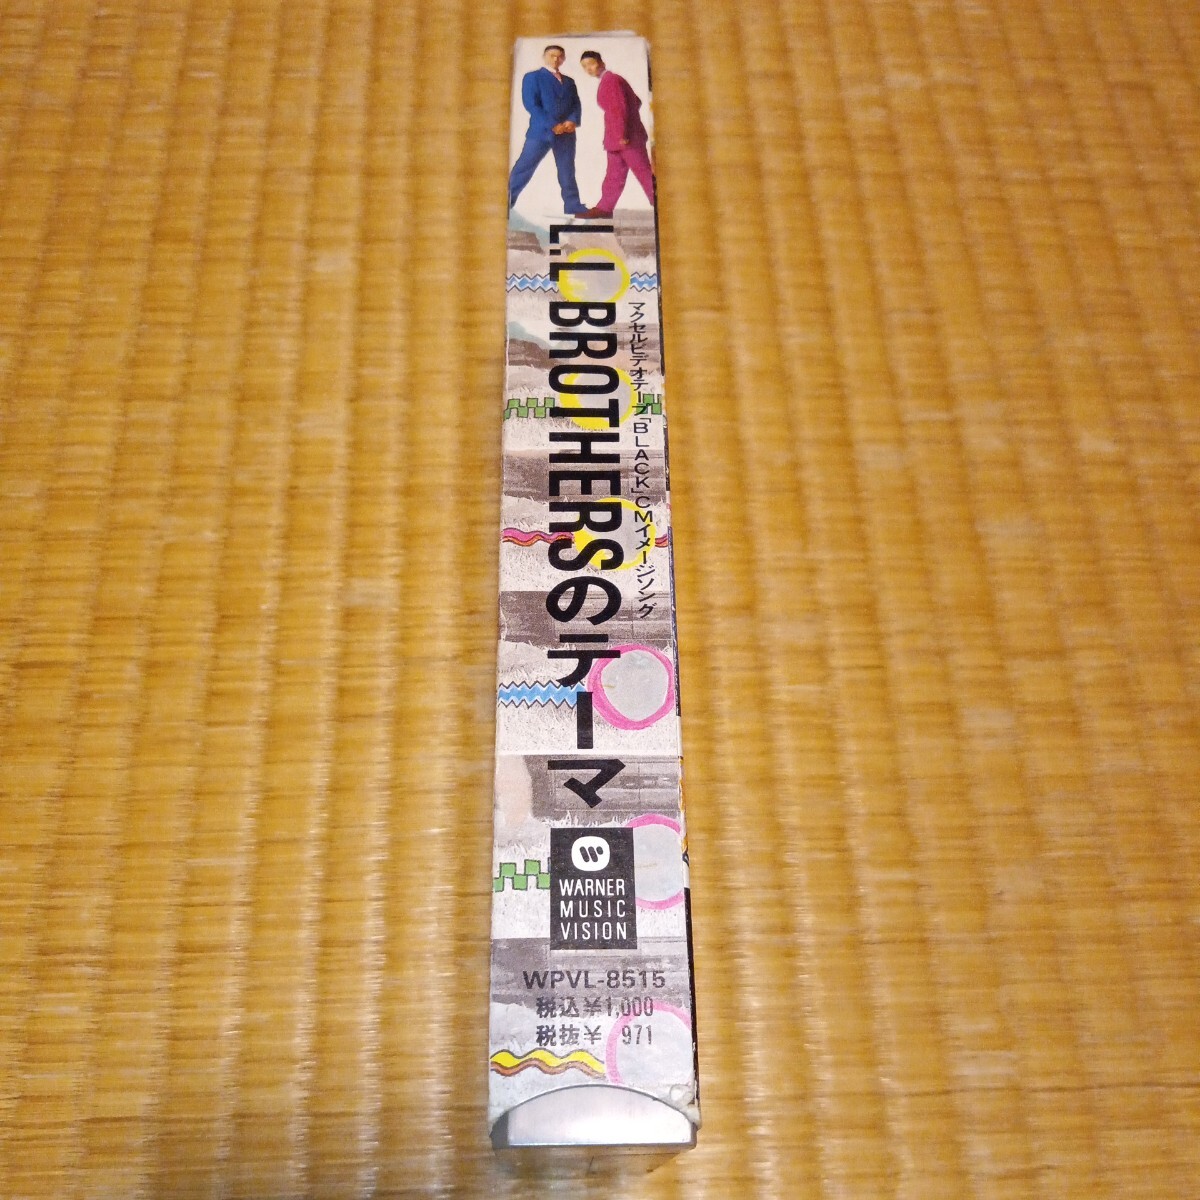 マクセルビデオテープ「BLACK」CMイメージソング
L.L BROTHERSのテーマ
WARNER
MUSIC
VISION
WPVL-8515
税込¥1,000
税抜¥ 971